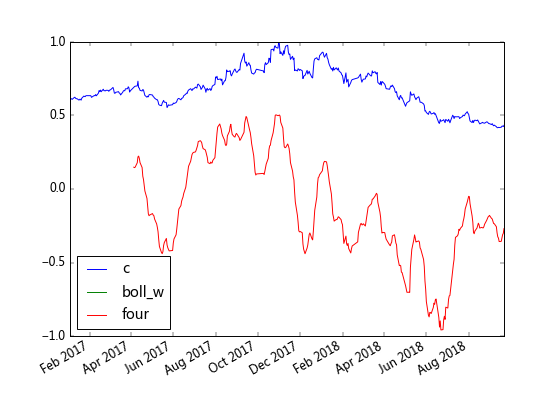 1.0
0.5
0.0
−0.5
−1.0
c
boll_w
four
Feb 2017
Apr 2017
Jun 2017
Aug 2017
Oct 2017
Dec 2017
Feb 2018
Apr 2018
Jun 2018
Aug 2018